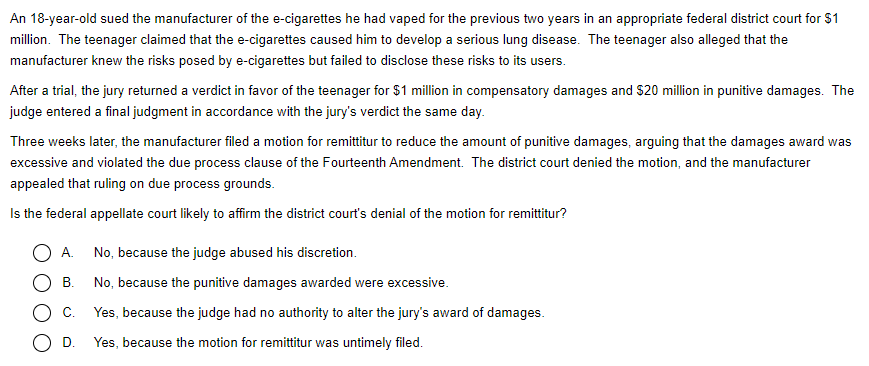 An 18-year-old sued the manufacturer of the e-cigarettes he had vaped for the previous two years in an appropriate federal district court for $1
million.  The teenager claimed that the e-cigarettes caused him to develop a serious lung disease.  The teenager also alleged that the
manufacturer knew the risks posed by e-cigarettes but failed to disclose these risks to its users.
After a trial, the jury returned a verdict in favor of the teenager for $1 million in compensatory damages and $20 million in punitive damages.  The
judge entered a final judgment in accordance with the jury's verdict the same day.
Three weeks later, the manufacturer filed a motion for remittitur to reduce the amount of punitive damages, arguing that the damages award was
excessive and violated the due process clause of the Fourteenth Amendment.  The district court denied the motion, and the manufacturer
appealed that ruling on due process grounds.
Is the federal appellate court likely to affirm the district court's denial of the motion for remittitur?
A. No, because the judge abused his discretion.
B. No, because the punitive damages awarded were excessive.
C. Yes, because the judge had no authority to alter the jury's award of damages.
D. Yes, because the motion for remittitur was untimely filed.